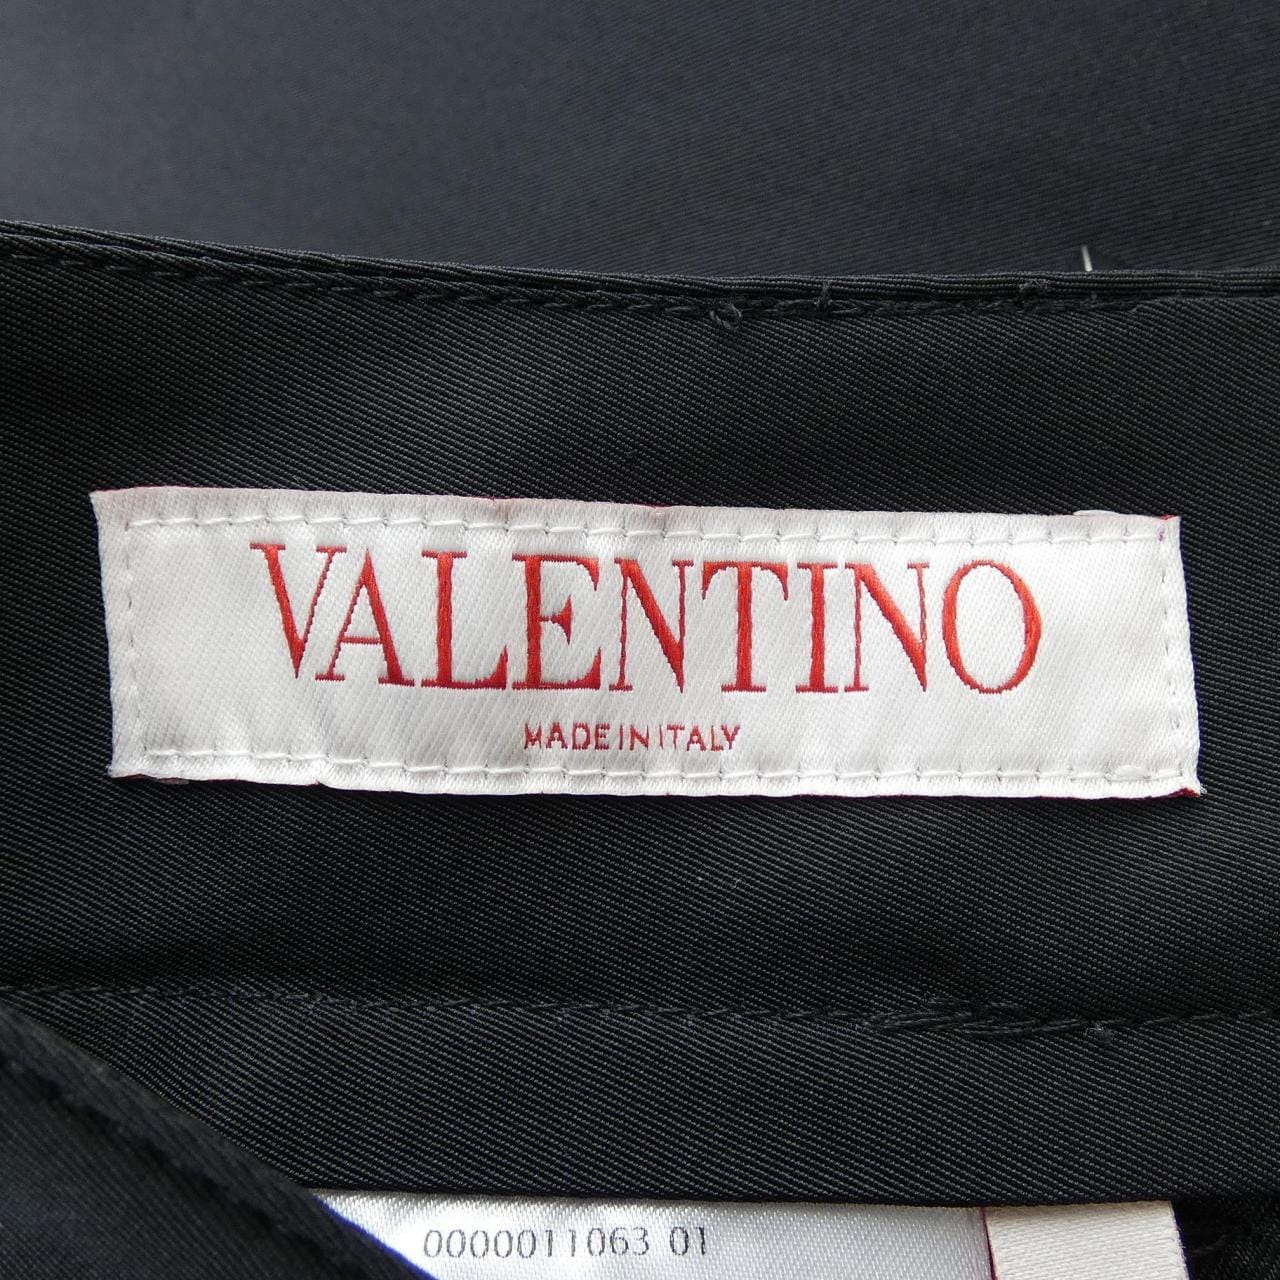 VALENTINO
MADE IN ITALY
0000011063 01